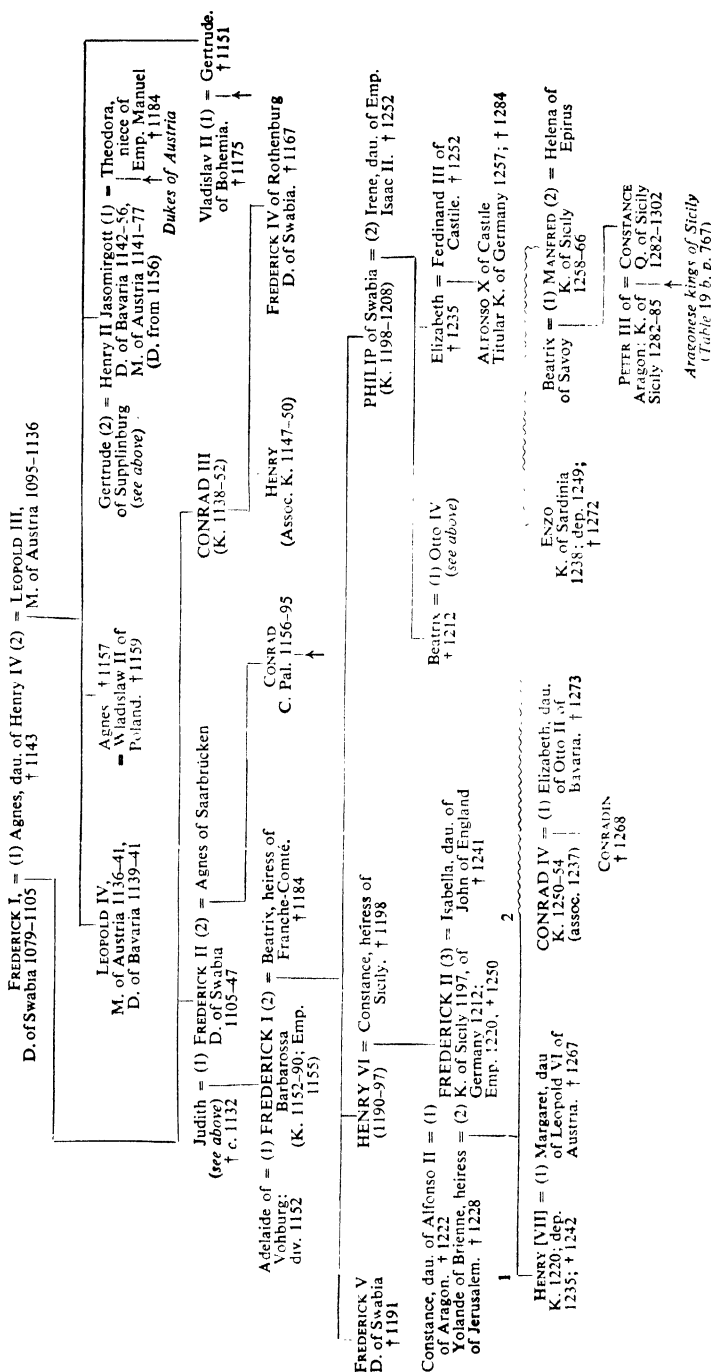 FREDERICK I, = (1) Agnes, dau. of Henry IV (2) = LEOPOLD III,
D. of Swabia 1079–1105
† 1143
M. of Austria 1095–1136
LEOPOLD IV,
M. of Austria 1136–41,
D. of Bavaria 1139–41
Agnes † 1157
= Wladislaw II of
Poland. † 1159
Gertrude (2) = Henry II Jasomirgott (1) = Theodora,
of Supplinburg
(see above)
D. of Bavaria 1142–56,
M. of Austria 1141–77
(D. from 1156)
niece of
Emp. Manuel
† 1184
Dukes of Austria
Vladislav II (1) = Gertrude.
of Bohemia.
† 1175
† 1151
Judith = (1) FREDERICK II (2) = Agnes of Saarbrücken
(see above)
† c. 1132
D. of Swabia
1105–47
CONRAD III
(K. 1138–52)
Adelaide of = (1) FREDERICK I (2) = Beatrix, heiress of
Vohburg;
div. 1152
Barbarossa
(K. 1152–90; Emp.
1155)
Franche-Comté.
† 1184
CONRAD
C. Pal. 1156–95
HENRY
(Assoc. K. 1147–50)
FREDERICK IV of Rothenburg
D. of Swabia. † 1167
FREDERICK V
D. of Swabia
† 1191
HENRY VI = Constance, heiress of
(1190–97)
Sicily. † 1198
PHILIP of Swabia = (2) Irene, dau. of Emp.
(K. 1198–1208)
Isaac II. † 1252
Constance, dau. of Alfonso II = (1)
of Aragon. † 1222
Yolande of Brienne, heiress = (2)
of Jerusalem. † 1228
FREDERICK II (3) = Isabella, dau. of
K. of Sicily 1197, of
Germany 1212;
Emp. 1220, † 1250
John of England
† 1241
Beatrix = (1) Otto IV
† 1212
(see above)
Elizabeth = Ferdinand III of
† 1235
Castile. † 1252
ALFONSO X of Castile
Titular K. of Germany 1257; † 1284
1
2
HENRY [VII] = (1) Margaret, dau
K. 1220; dep.
1235; † 1242
of Leopold VI of
Austria. † 1267
CONRAD IV = (1) Elizabeth, dau.
K. 1250–54
(assoc. 1237)
of Otto II of
Bavaria. † 1273
CONRADIN
† 1268
ENZO
K. of Sardinia
1238; dep. 1249;
† 1272
Beatrix = (1) MANFRED (2) = Helena of
of Savoy
K. of Sicily
1258–66
Epirus
PETER III of = CONSTANCE
Aragon; K. of
Sicily 1282–85
Q. of Sicily
1282–1302
Aragonese kings of Sicily
(Table 19 b, p. 767)